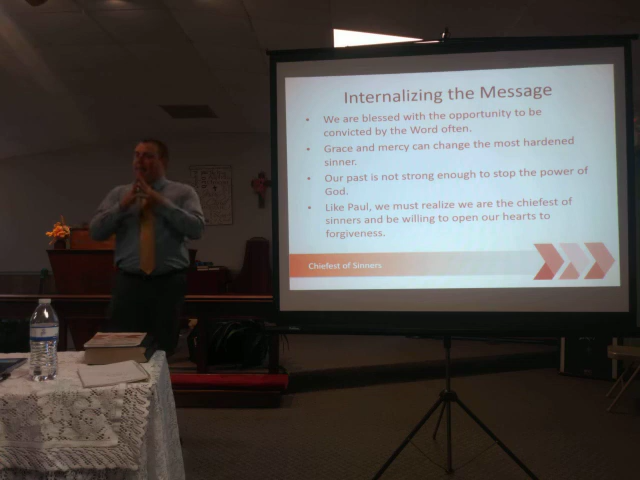 Internalizing the Message
• We are blessed with the opportunity to be
convicted by the Word often.
• Grace and mercy can change the most hardened
sinner.
• Our past is not strong enough to stop the power of
God.
• Like Paul, we must realize we are the chiefest of
sinners and be willing to open our hearts to
forgiveness.
Chiefest of Sinners